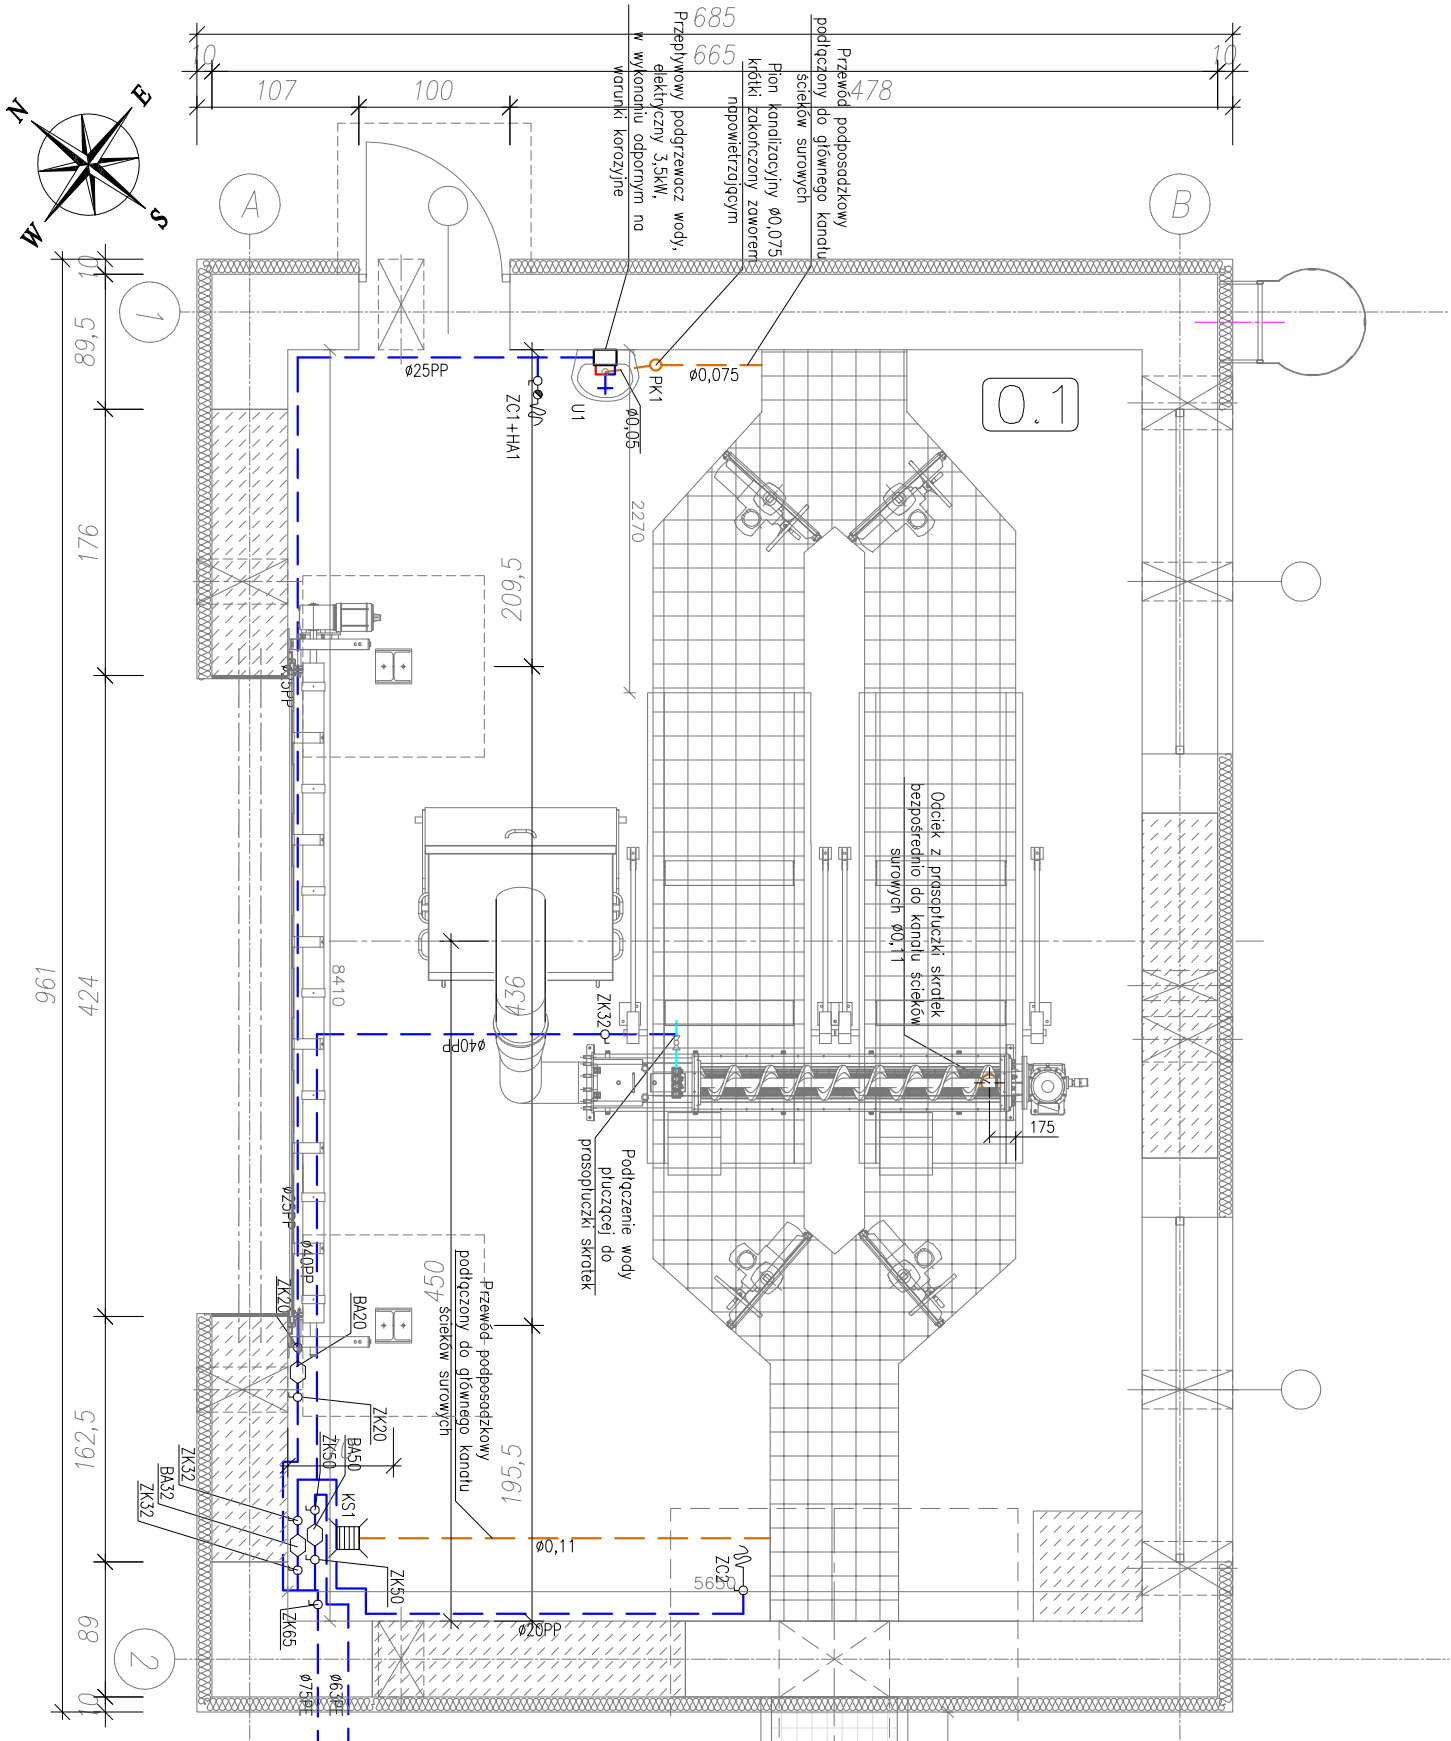 685
10
665
10
107
100
478
N
E
S
W
A
B
1
2
10
89,5
176
424
162,5
89
10
961
Przewód podposadzkowy
podłączony do głównego kanału
ścieków surowych
Pion kanalizacyjny ø0,075
krótki zakończony zaworem
napowietrzającym
Przepływowy podgrzewacz wody,
elektryczny 3,5kW,
w wykonaniu odpornym na
warunki korozyjne
ø25PP
ZC1+HA1
U1
ø0,05
PK1
ø0,075
0.1
2270
209,5
ø25PP
Odciek z prasopłuczki skratek
bezpośrednio do kanału ścieków
surowych ø0,11
436
8410
ZK32
ø40PP
175
Podłączenie wody
płuczącej do
prasopłuczki skratek
ø25PP
ø40PP
ZK20
BA20
450
Przewód podposadzkowy
podłączony do głównego kanału
ścieków surowych
195,5
ZK20
ZK50
BA50
KS1
ZK32
BA32
ZK32
ø0,11
ZC2
5650
ZK50
ZK65
ø20PP
ø75PE
ø63PE